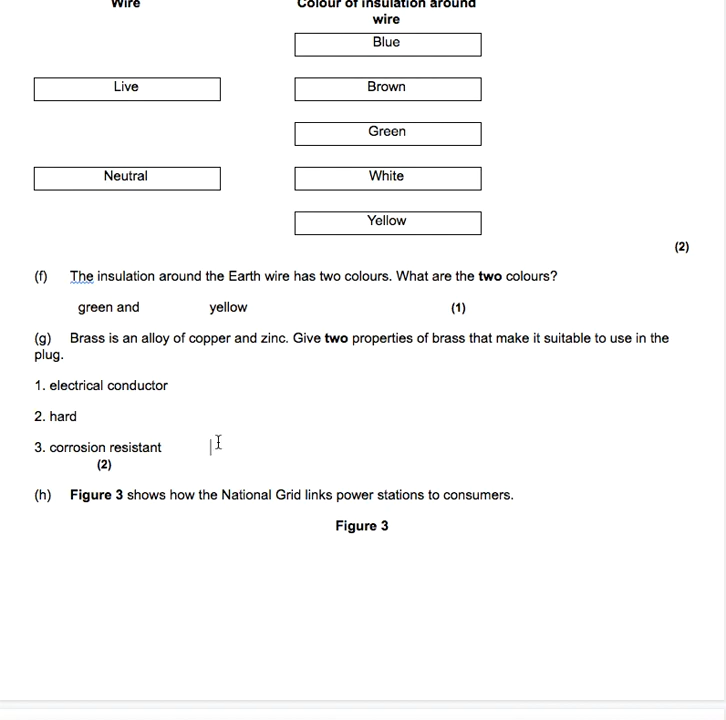 Wire Colour of insulation around
wire
Blue
Live Brown
Green
Neutral White
Yellow
(2)
(f) The insulation around the Earth wire has two colours. What are the two colours?
green and yellow (1)
(g) Brass is an alloy of copper and zinc. Give two properties of brass that make it suitable to use in the
plug.
1. electrical conductor
2. hard
3. corrosion resistant
(2)
(h) Figure 3 shows how the National Grid links power stations to consumers.
Figure 3